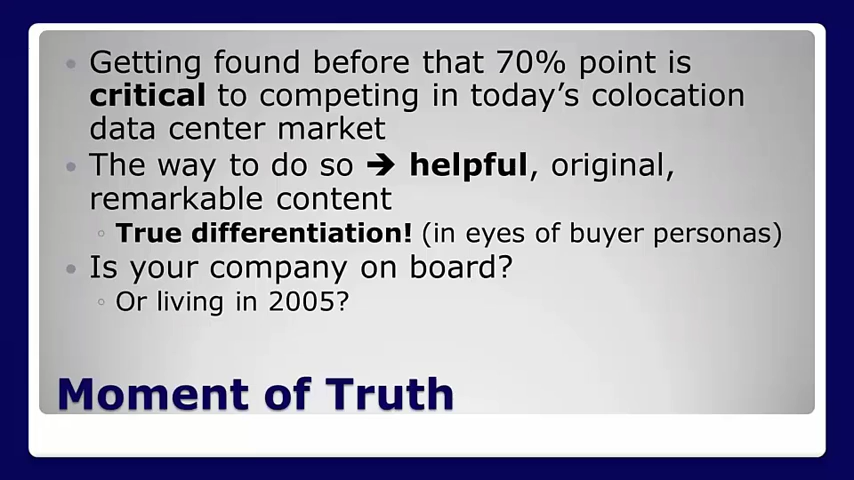 • Getting found before that 70% point is
critical to competing in today's colocation
data center market
• The way to do so ➔ helpful, original,
remarkable content
◦ True differentiation! (in eyes of buyer personas)
• Is your company on board?
◦ Or living in 2005?
Moment of Truth